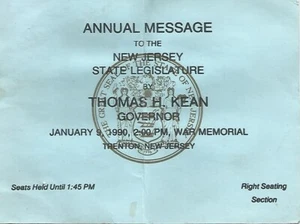 ANNUAL MESSAGE
TO THE
NEW JERSEY
STATE LEGISLATURE
BY
THOMAS H. KEAN
GOVERNOR
JANUARY 9, 1990, 2:00 PM, WAR MEMORIAL
TRENTON, NEW JERSEY
Seats Held Until 1:45 PM
Right Seating
Section